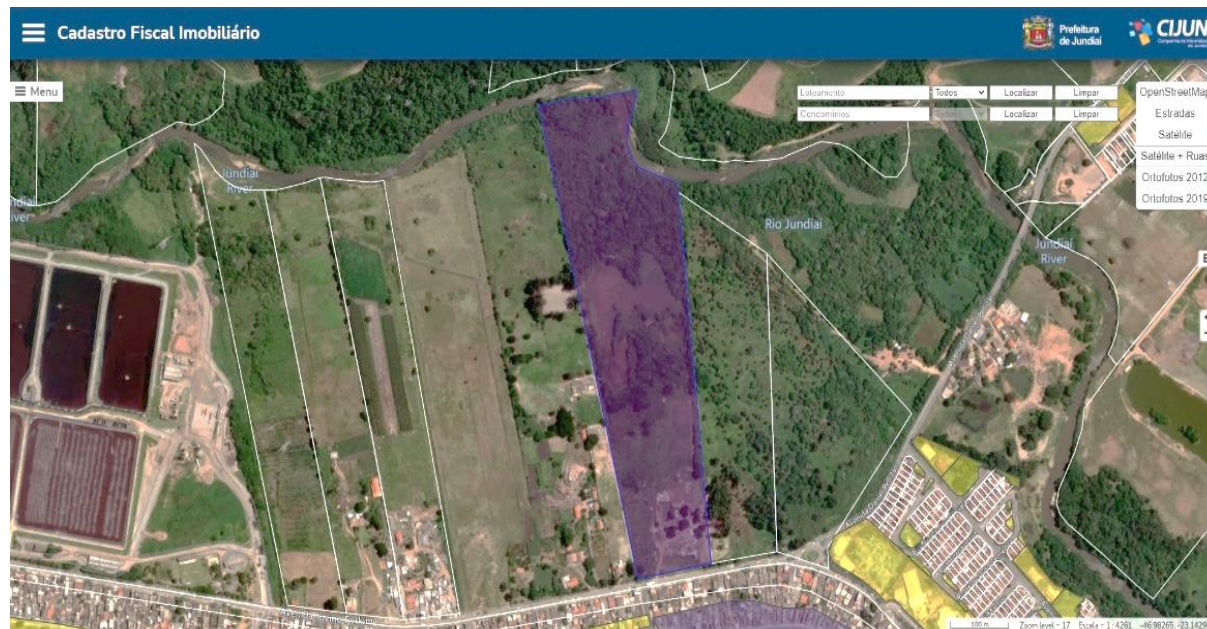 Cadastro Fiscal Imobiliário
Prefeitura
de Jundiaí
CIJUN
Menu
Loteamento
Todos
Localizar
Limpar
Condomínios
Todos
Localizar
Limpar
OpenStreetMap
Estradas
Satélite
Satélite + Ruas
Ortofotos 2012
Ortofotos 2019
Jundiaí
River
River
Rio Jundiaí
Jundiaí
River
100 m
Zoom level = 17
Escala = 1: 4261
-46.98265, -23.1429